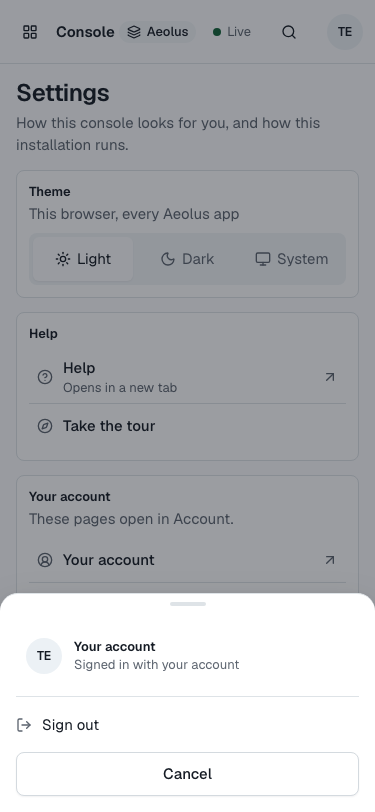 Console Aeolus Live TE
Settings
How this console looks for you, and how this
installation runs.
Theme
This browser, every Aeolus app
Light Dark System
Help
Help
Opens in a new tab
Take the tour
Your account
These pages open in Account.
Your account
TE
Your account
Signed in with your account
Sign out
Cancel